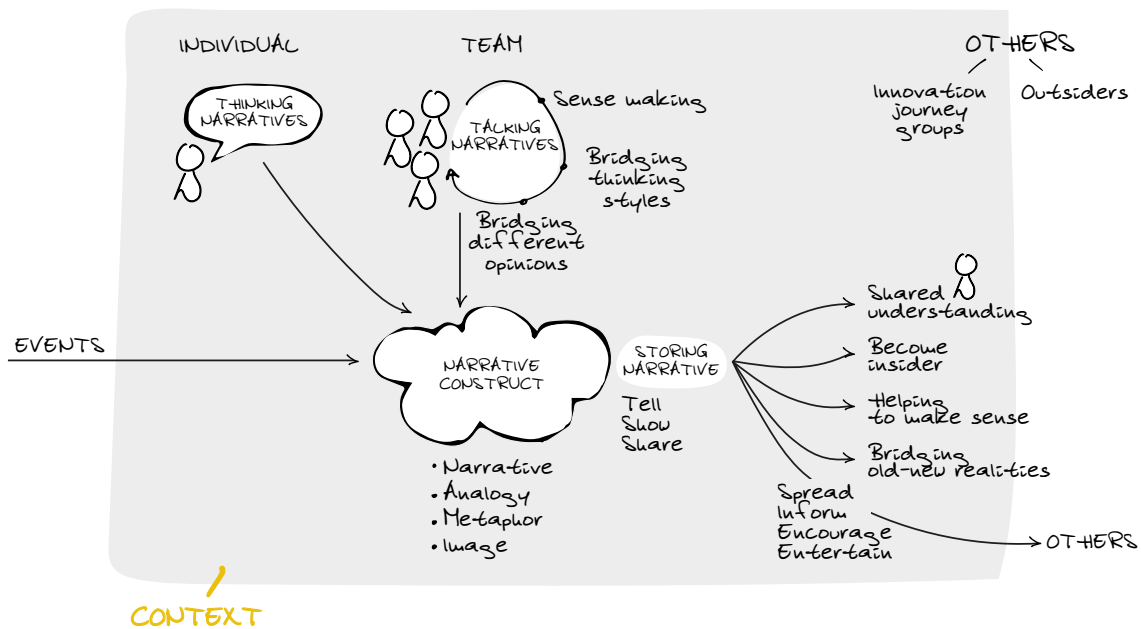 INDIVIDUAL
TEAM
OTHERS
Innovation
journey
groups
Outsiders
THINKING
NARRATIVES
TALKING
NARRATIVES
Sense making
Bridging
thinking
styles
Bridging
different
opinions
EVENTS
NARRATIVE
CONSTRUCT
• Narrative
• Analogy
• Metaphor
• Image
STORING
NARRATIVE
Tell
Show
Share
Shared
understanding
Become
insider
Helping
to make sense
Bridging
old-new realities
Spread
Inform
Encourage
Entertain
OTHERS
CONTEXT